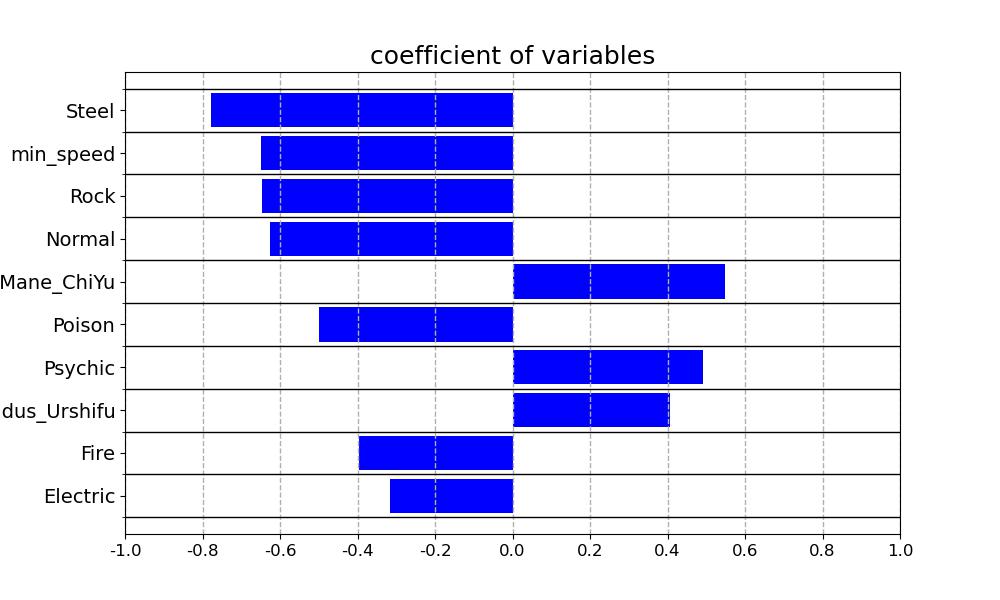 coefficient of variables
Steel
min_speed
Rock
Normal
Mane_ChiYu
Poison
Psychic
dus_Urshifu
Fire
Electric
-1.0 -0.8 -0.6 -0.4 -0.2 0.0 0.2 0.4 0.6 0.8 1.0